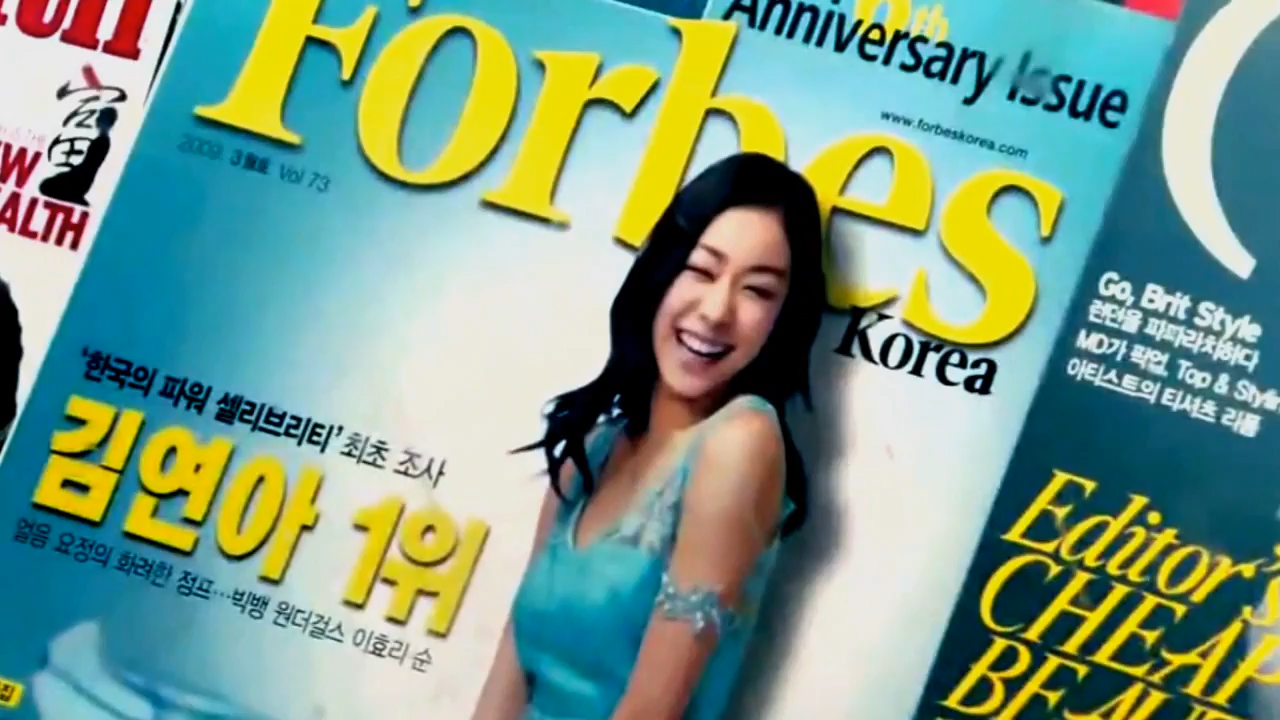 Anniversary Issue
www.forbeskorea.com
Forbes
Korea
2009. 3월호 Vol 73
'한국의 파워 셀리브리티' 최초 조사
김연아 1위
얼음 요정의 화려한 점프…빅뱅 원더걸스 이효리 순
ALTH
Go, Brit Style
런던을 파파라치하다
MD가 픽업, Top & Style
아티스트의 티셔츠 리폼
Editor's
CHEAP